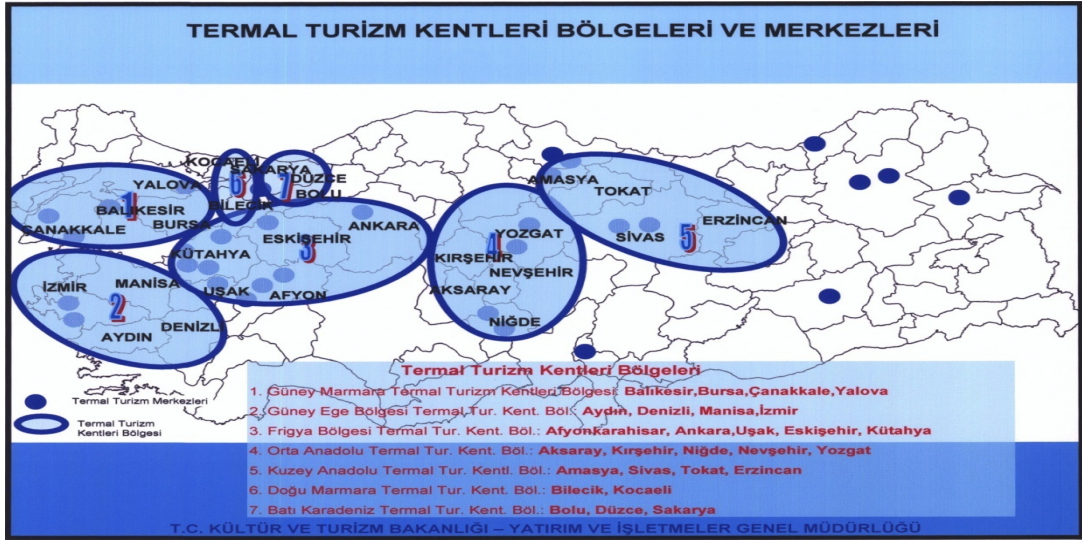 TERMAL TURİZM KENTLERİ BÖLGELERİ VE MERKEZLERİ
KOCAELİ
SAKARYA
6
7
DÜZCE
BOLU
BİLECİK
YALOVA
BALIKESİR
1
BURSA
ÇANAKKALE
AMASYA
TOKAT
ERZİNCAN
SİVAS
5
ANKARA
ESKİŞEHİR
3
KÜTAHYA
UŞAK
AFYON
YOZGAT
4
KIRŞEHİR
NEVŞEHİR
AKSARAY
NİĞDE
İZMİR
MANİSA
2
AYDIN
DENİZL
Termal Turizm Merkezleri
Termal Turizm
Kentleri Bölgesi
Termal Turizm Kentleri Bölgeleri
1. Güney Marmara Termal Turizm Kentleri Bölgesi: Balıkesir,Bursa,Çanakkale,Yalova
2. Güney Ege Bölgesi Termal Tur. Kent. Böl.: Aydın, Denizli, Manisa,İzmir
3. Frigya Bölgesi Termal Tur. Kent. Böl.: Afyonkarahisar, Ankara,Uşak, Eskişehir, Kütahya
4. Orta Anadolu Termal Tur. Kent. Böl.: Aksaray, Kırşehir, Niğde, Nevşehir, Yozgat
5. Kuzey Anadolu Termal Tur. Kentl. Böl.: Amasya, Sivas, Tokat, Erzincan
6. Doğu Marmara Termal Tur. Kent. Böl.: Bilecik, Kocaeli
7. Batı Karadeniz Termal Tur. Kent. Böl.: Bolu, Düzce, Sakarya
T.C. KÜLTÜR VE TURİZM BAKANLIĞI – YATIRIM VE İŞLETMELER GENEL MÜDÜRLÜĞÜ